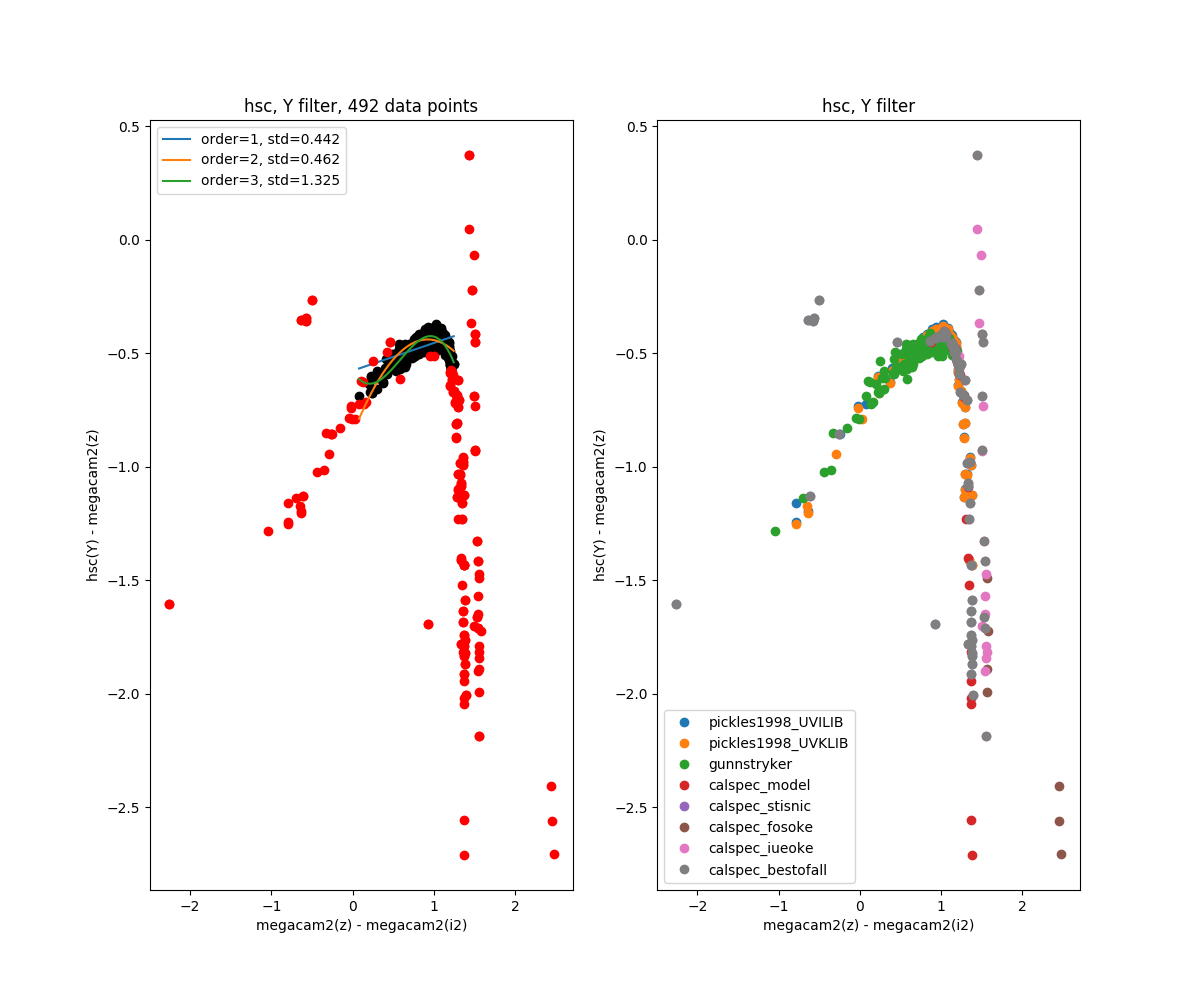 hsc, Y filter, 492 data points
order=1, std=0.442
order=2, std=0.462
order=3, std=1.325
0.5
0.0
−0.5
−1.0
−1.5
−2.0
−2.5
hsc(Y) - megacam2(z)
−2
−1
0
1
2
megacam2(z) - megacam2(i2)
hsc, Y filter
0.5
0.0
−0.5
−1.0
−1.5
−2.0
−2.5
hsc(Y) - megacam2(z)
pickles1998_UVILIB
pickles1998_UVKLIB
gunnstryker
calspec_model
calspec_stisnic
calspec_fosoke
calspec_iueoke
calspec_bestofall
−2
−1
0
1
2
megacam2(z) - megacam2(i2)